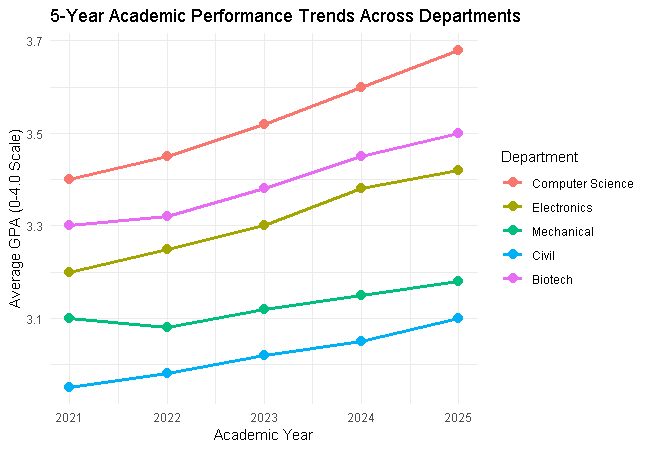 5-Year Academic Performance Trends Across Departments
Average GPA (0-4.0 Scale)
3.7
3.5
3.3
3.1
2021 2022 2023 2024 2025
Academic Year
Department
Computer Science
Electronics
Mechanical
Civil
Biotech